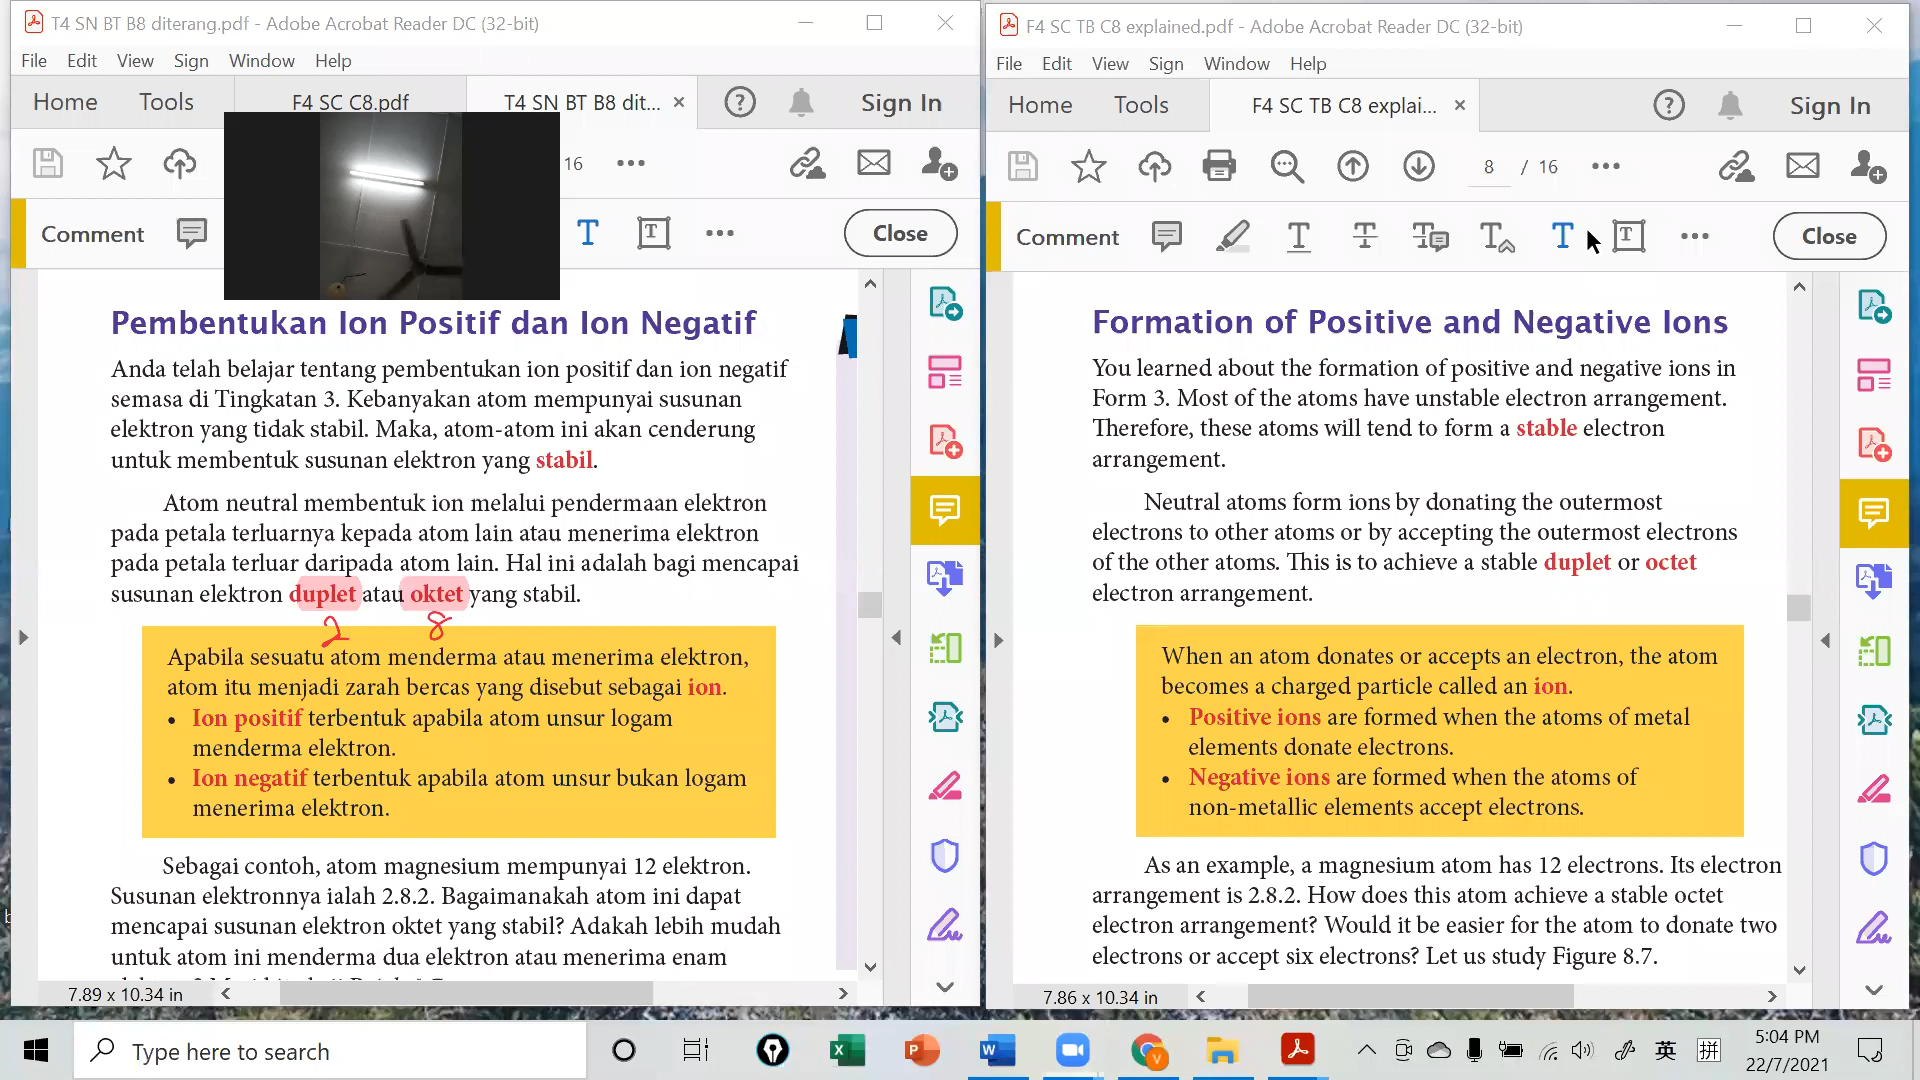 T4 SN BT B8 diterang.pdf - Adobe Acrobat Reader DC (32-bit)
File Edit View Sign Window Help
Home Tools F4 SC C8.pdf T4 SN BT B8 dit... × Sign In
16
Comment Close
Pembentukan Ion Positif dan Ion Negatif
Anda telah belajar tentang pembentukan ion positif dan ion negatif
semasa di Tingkatan 3. Kebanyakan atom mempunyai susunan
elektron yang tidak stabil. Maka, atom-atom ini akan cenderung
untuk membentuk susunan elektron yang stabil.
Atom neutral membentuk ion melalui pendermaan elektron
pada petala terluarnya kepada atom lain atau menerima elektron
pada petala terluar daripada atom lain. Hal ini adalah bagi mencapai
susunan elektron duplet atau oktet yang stabil.
2 8
Apabila sesuatu atom menderma atau menerima elektron,
atom itu menjadi zarah bercas yang disebut sebagai ion.
• Ion positif terbentuk apabila atom unsur logam
menderma elektron.
• Ion negatif terbentuk apabila atom unsur bukan logam
menerima elektron.
Sebagai contoh, atom magnesium mempunyai 12 elektron.
Susunan elektronnya ialah 2.8.2. Bagaimanakah atom ini dapat
mencapai susunan elektron oktet yang stabil? Adakah lebih mudah
untuk atom ini menderma dua elektron atau menerima enam
7.89 x 10.34 in
F4 SC TB C8 explained.pdf - Adobe Acrobat Reader DC (32-bit)
File Edit View Sign Window Help
Home Tools F4 SC TB C8 explai... × Sign In
8 / 16
Comment Close
Formation of Positive and Negative Ions
You learned about the formation of positive and negative ions in
Form 3. Most of the atoms have unstable electron arrangement.
Therefore, these atoms will tend to form a stable electron
arrangement.
Neutral atoms form ions by donating the outermost
electrons to other atoms or by accepting the outermost electrons
of the other atoms. This is to achieve a stable duplet or octet
electron arrangement.
When an atom donates or accepts an electron, the atom
becomes a charged particle called an ion.
• Positive ions are formed when the atoms of metal
elements donate electrons.
• Negative ions are formed when the atoms of
non-metallic elements accept electrons.
As an example, a magnesium atom has 12 electrons. Its electron
arrangement is 2.8.2. How does this atom achieve a stable octet
electron arrangement? Would it be easier for the atom to donate two
electrons or accept six electrons? Let us study Figure 8.7.
7.86 x 10.34 in
Type here to search
英 拼
5:04 PM
22/7/2021